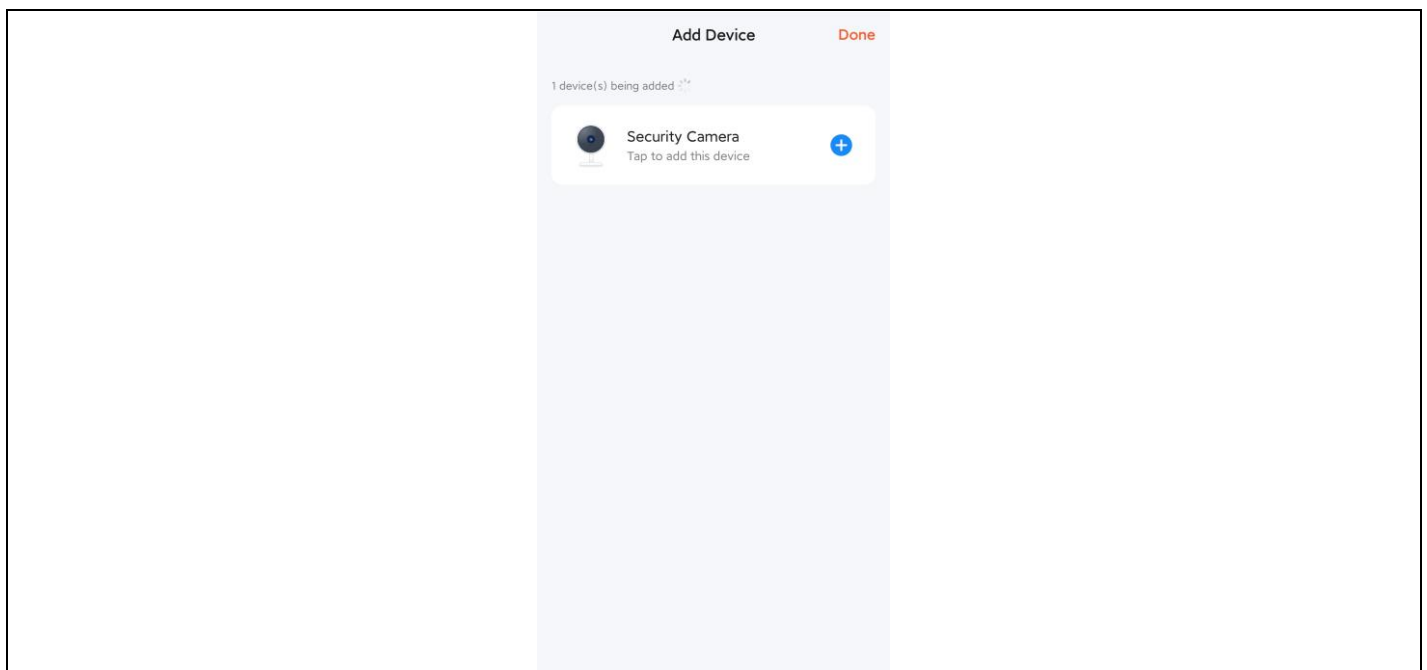 Add Device
Done
1 device(s) being added
Security Camera
Tap to add this device